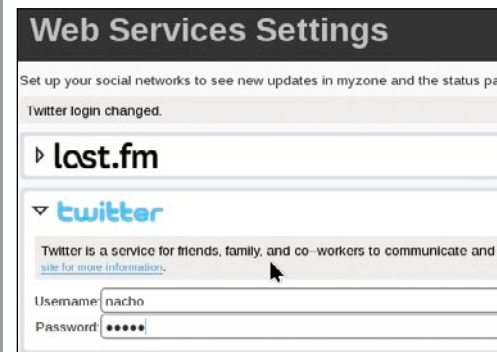 Web Services Settings
Set up your social networks to see new updates in myzone and the status pa
Twitter login changed.
last.fm
twitter
Twitter is a service for friends, family, and co-workers to communicate and
site for more information.
Username: nacho
Password: •••••